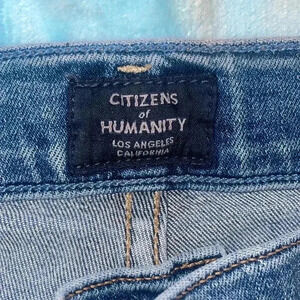 CITIZENS
of
HUMANITY
LOS ANGELES
CALIFORNIA